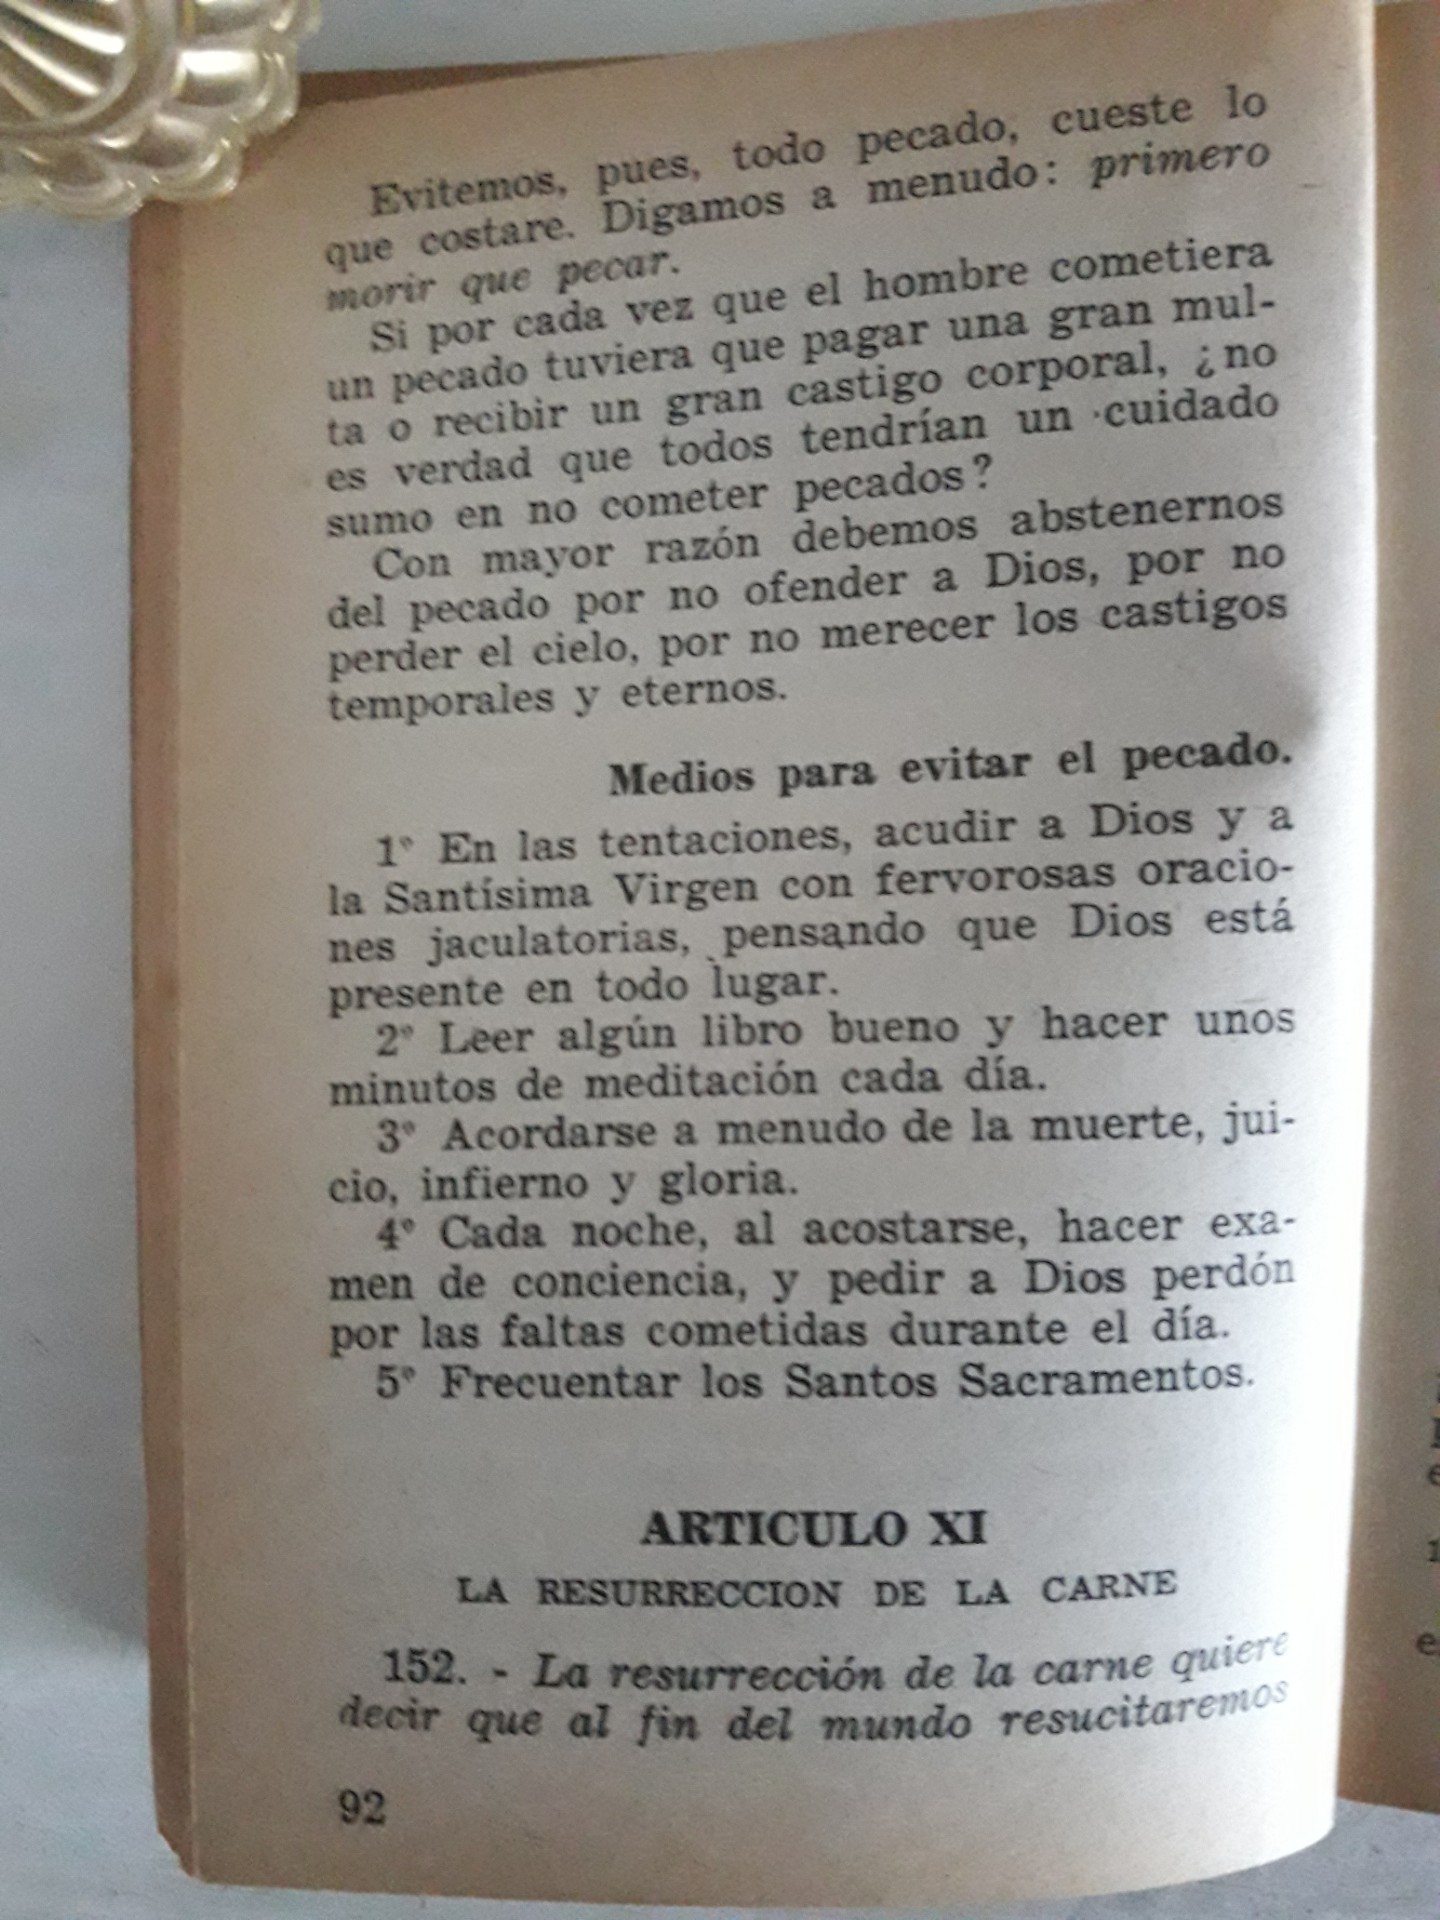 Evitemos, pues, todo pecado, cueste lo
que costare. Digamos a menudo: primero
morir que pecar.
Si por cada vez que el hombre cometiera
un pecado tuviera que pagar una gran mul-
ta o recibir un gran castigo corporal, ¿no
es verdad que todos tendrían un cuidado
sumo en no cometer pecados?
Con mayor razón debemos abstenernos
del pecado por no ofender a Dios, por no
perder el cielo, por no merecer los castigos
temporales y eternos.
Medios para evitar el pecado.
1º En las tentaciones, acudir a Dios y a
la Santísima Virgen con fervorosas oracio-
nes jaculatorias, pensando que Dios está
presente en todo lugar.
2º Leer algún libro bueno y hacer unos
minutos de meditación cada día.
3º Acordarse a menudo de la muerte, jui-
cio, infierno y gloria.
4º Cada noche, al acostarse, hacer exa-
men de conciencia, y pedir a Dios perdón
por las faltas cometidas durante el día.
5º Frecuentar los Santos Sacramentos.
ARTICULO XI
LA RESURRECCION DE LA CARNE
152. - La resurrección de la carne quiere
decir que al fin del mundo resucitaremos
92